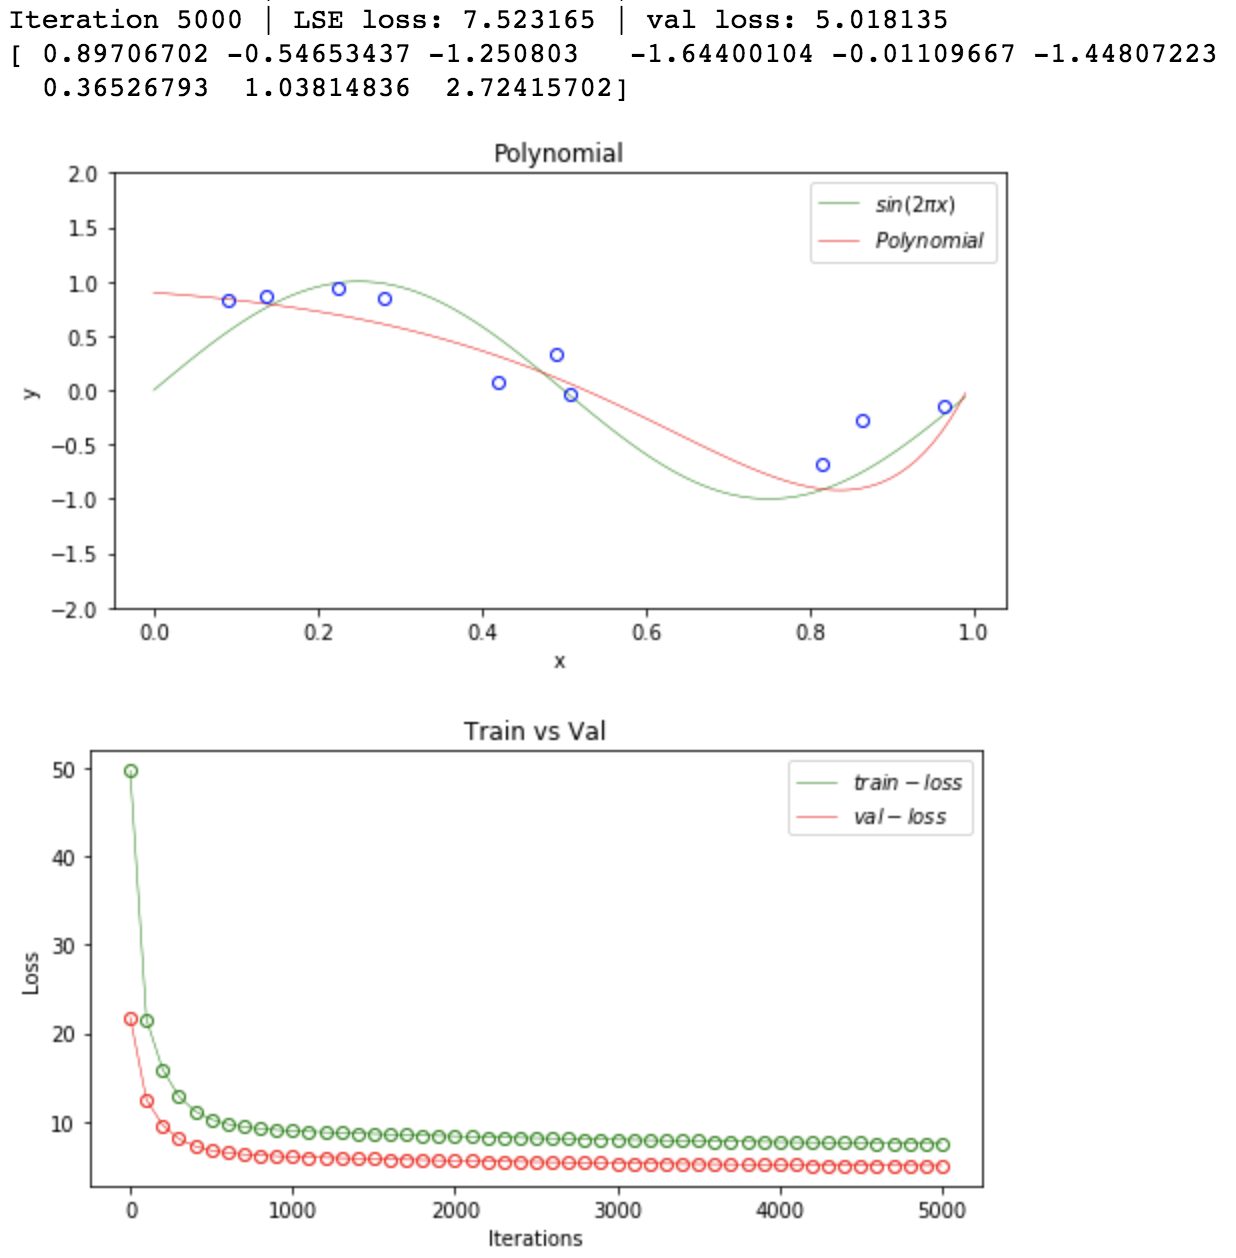 Iteration 5000 | LSE loss: 7.523165 | val loss: 5.018135
[ 0.89706702 -0.54653437 -1.250803   -1.64400104 -0.01109667 -1.44807223
  0.36526793  1.03814836  2.72415702]
Polynomial
2.0
1.5
1.0
0.5
0.0
−0.5
−1.0
−1.5
−2.0
y
sin(2πx)
Polynomial
0.0 0.2 0.4 0.6 0.8 1.0
x
Train vs Val
50
40
30
20
10
Loss
train − loss
val − loss
0 1000 2000 3000 4000 5000
Iterations